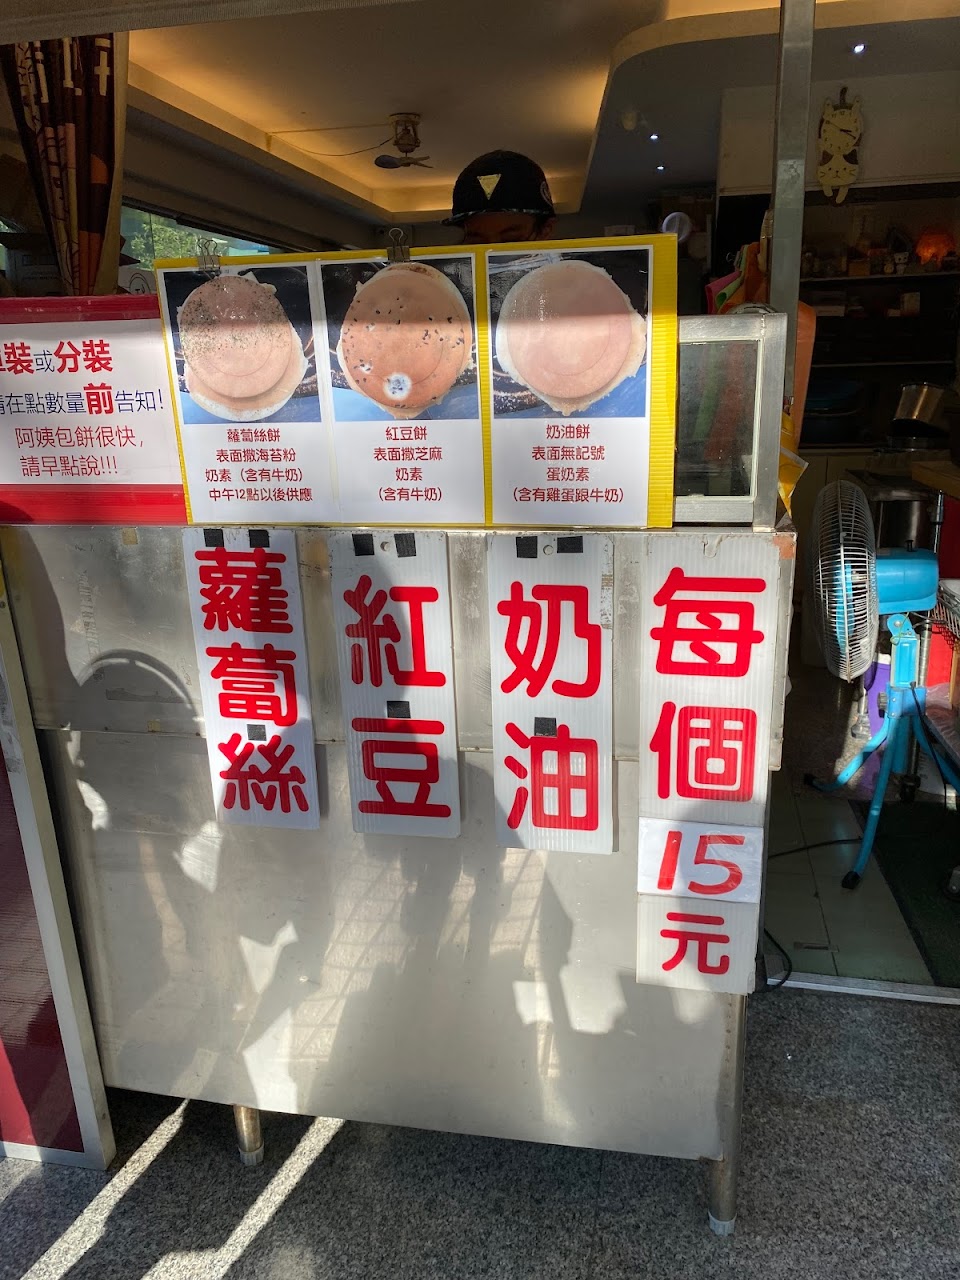 裝或分裝
在點數量前告知!
阿姨包餅很快,
請早點說!!!
蘿蔔絲餅
表面撒海苔粉
奶素（含有牛奶）
中午12點以後供應
紅豆餅
表面撒芝麻
奶素
（含有牛奶）
奶油餅
表面無記號
蛋奶素
（含有雞蛋跟牛奶）
蘿蔔絲
紅豆
奶油
每個
15
元